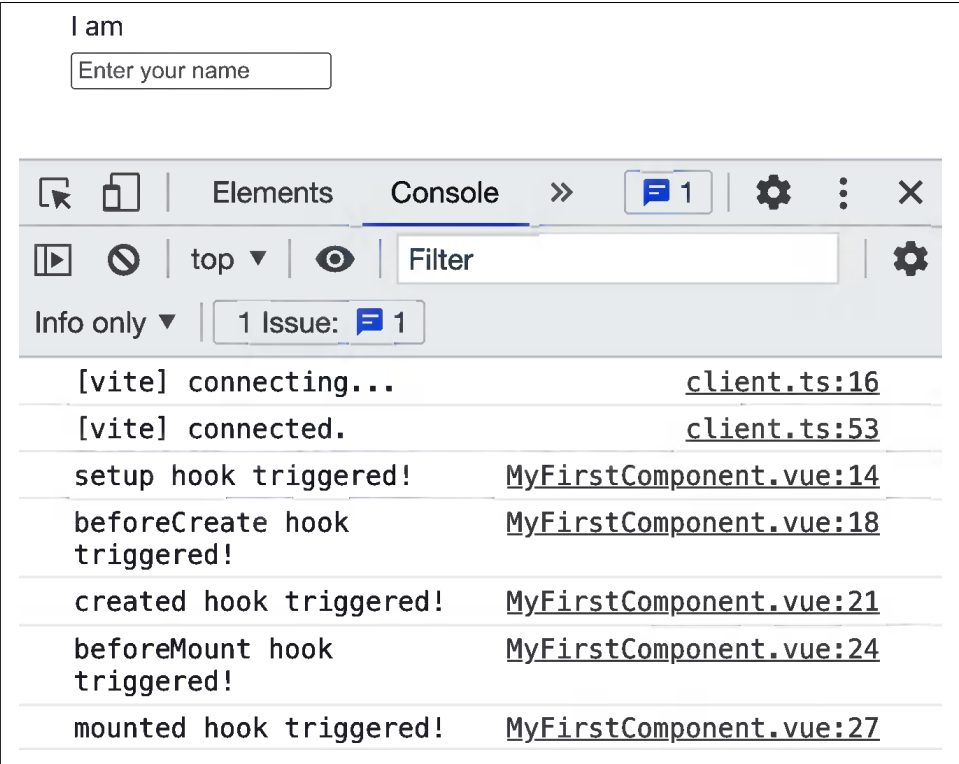 I am
Enter your name
Elements Console » 1
top ▼ Filter
Info only ▼ 1 Issue: 1
[vite] connecting... client.ts:16
[vite] connected. client.ts:53
setup hook triggered! MyFirstComponent.vue:14
beforeCreate hook MyFirstComponent.vue:18
triggered!
created hook triggered! MyFirstComponent.vue:21
beforeMount hook MyFirstComponent.vue:24
triggered!
mounted hook triggered! MyFirstComponent.vue:27